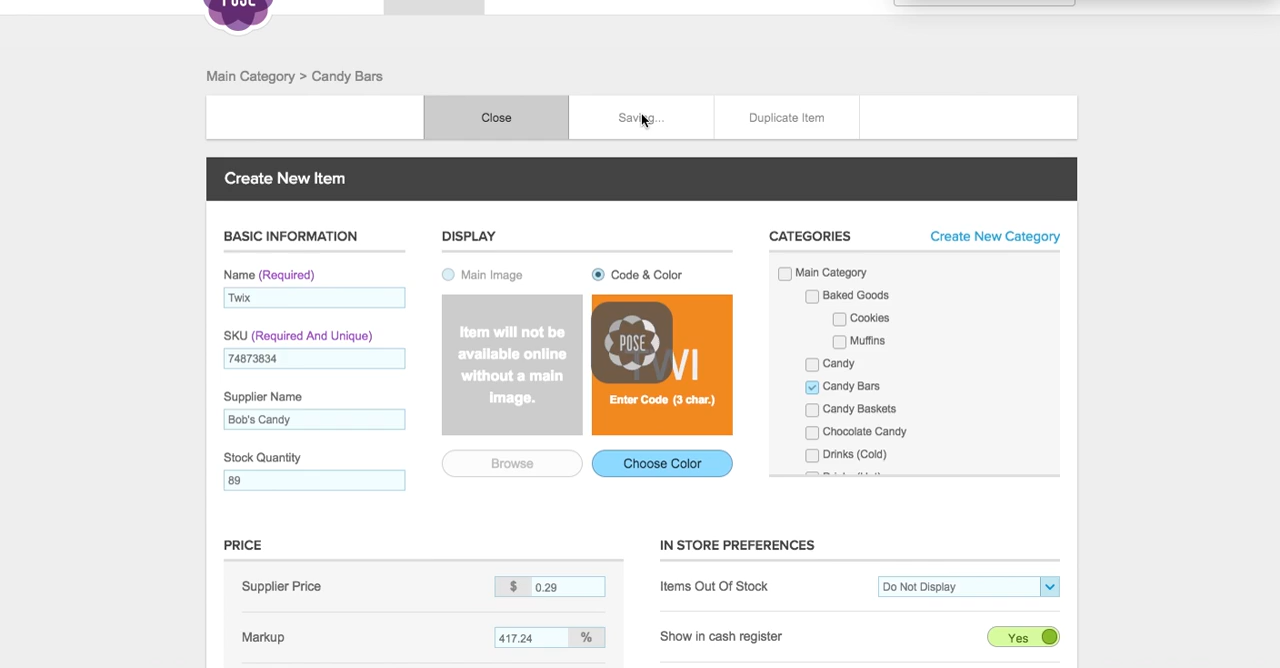 POSE
Main Category > Candy Bars
Close
Saving...
Duplicate Item
Create New Item
BASIC INFORMATION
Name (Required)
Twix
SKU (Required And Unique)
74873834
Supplier Name
Bob's Candy
Stock Quantity
89
DISPLAY
Main Image
Code & Color
Item will not be
available online
without a main
image.
POSE
TWI
Enter Code (3 char.)
Browse
Choose Color
CATEGORIES
Create New Category
Main Category
Baked Goods
Cookies
Muffins
Candy
Candy Bars
Candy Baskets
Chocolate Candy
Drinks (Cold)
PRICE
Supplier Price
$ 0.29
Markup
417.24 %
IN STORE PREFERENCES
Items Out Of Stock
Do Not Display
Show in cash register
Yes